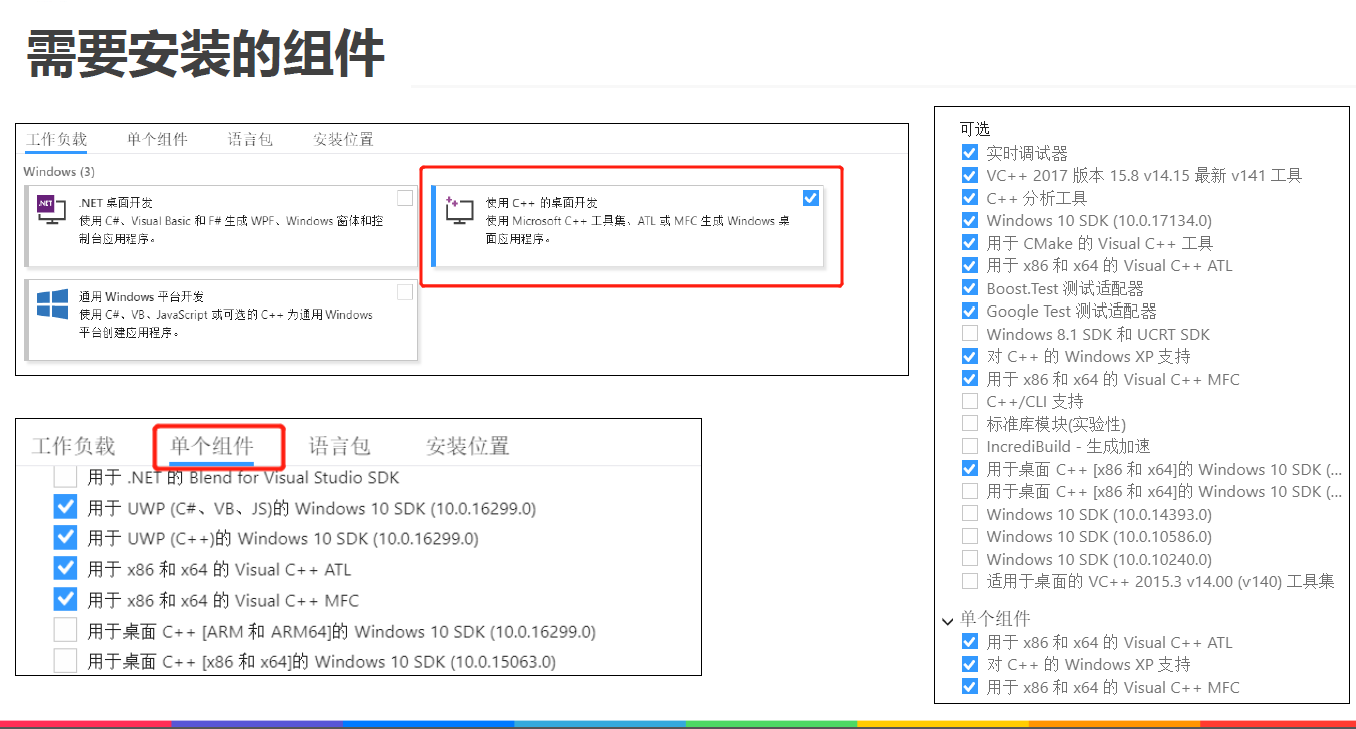 需要安装的组件
工作负载 单个组件 语言包 安装位置
Windows (3)
.NET 桌面开发
使用 C#、Visual Basic 和 F# 生成 WPF、Windows 窗体和控
制台应用程序。
使用 C++ 的桌面开发
使用 Microsoft C++ 工具集、ATL 或 MFC 生成 Windows 桌
面应用程序。
通用 Windows 平台开发
使用 C#、VB、JavaScript 或可选的 C++ 为通用 Windows
平台创建应用程序。
工作负载 单个组件 语言包 安装位置
用于 .NET 的 Blend for Visual Studio SDK
用于 UWP (C#、VB、JS)的 Windows 10 SDK (10.0.16299.0)
用于 UWP (C++)的 Windows 10 SDK (10.0.16299.0)
用于 x86 和 x64 的 Visual C++ ATL
用于 x86 和 x64 的 Visual C++ MFC
用于桌面 C++ [ARM 和 ARM64]的 Windows 10 SDK (10.0.16299.0)
用于桌面 C++ [x86 和 x64]的 Windows 10 SDK (10.0.15063.0)
可选
实时调试器
VC++ 2017 版本 15.8 v14.15 最新 v141 工具
C++ 分析工具
Windows 10 SDK (10.0.17134.0)
用于 CMake 的 Visual C++ 工具
用于 x86 和 x64 的 Visual C++ ATL
Boost.Test 测试适配器
Google Test 测试适配器
Windows 8.1 SDK 和 UCRT SDK
对 C++ 的 Windows XP 支持
用于 x86 和 x64 的 Visual C++ MFC
C++/CLI 支持
标准库模块(实验性)
IncrediBuild - 生成加速
用于桌面 C++ [x86 和 x64]的 Windows 10 SDK (...
用于桌面 C++ [x86 和 x64]的 Windows 10 SDK (...
Windows 10 SDK (10.0.14393.0)
Windows 10 SDK (10.0.10586.0)
Windows 10 SDK (10.0.10240.0)
适用于桌面的 VC++ 2015.3 v14.00 (v140) 工具集
单个组件
用于 x86 和 x64 的 Visual C++ ATL
对 C++ 的 Windows XP 支持
用于 x86 和 x64 的 Visual C++ MFC